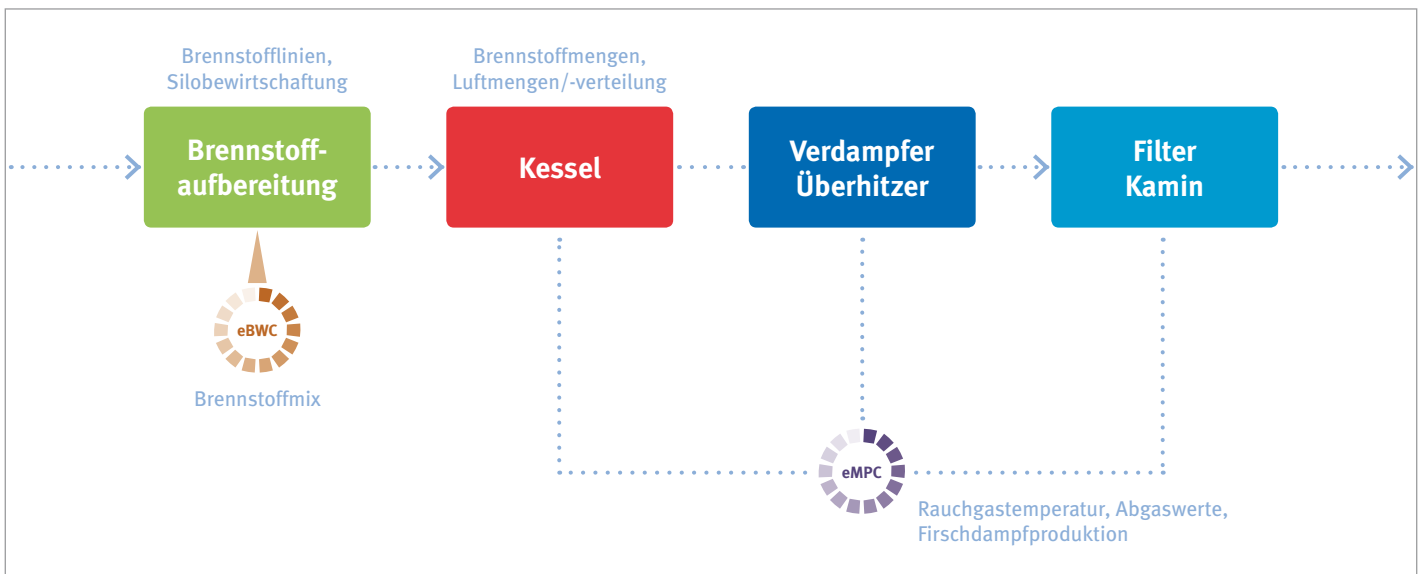 Brennstofflinien,
Silobewirtschaftung
Brennstoffmengen,
Luftmengen/-verteilung
Brennstoff-
aufbereitung
Kessel
Verdampfer
Überhitzer
Filter
Kamin
eBWC
Brennstoffmix
eMPC
Rauchgastemperatur, Abgaswerte,
Firschdampfproduktion